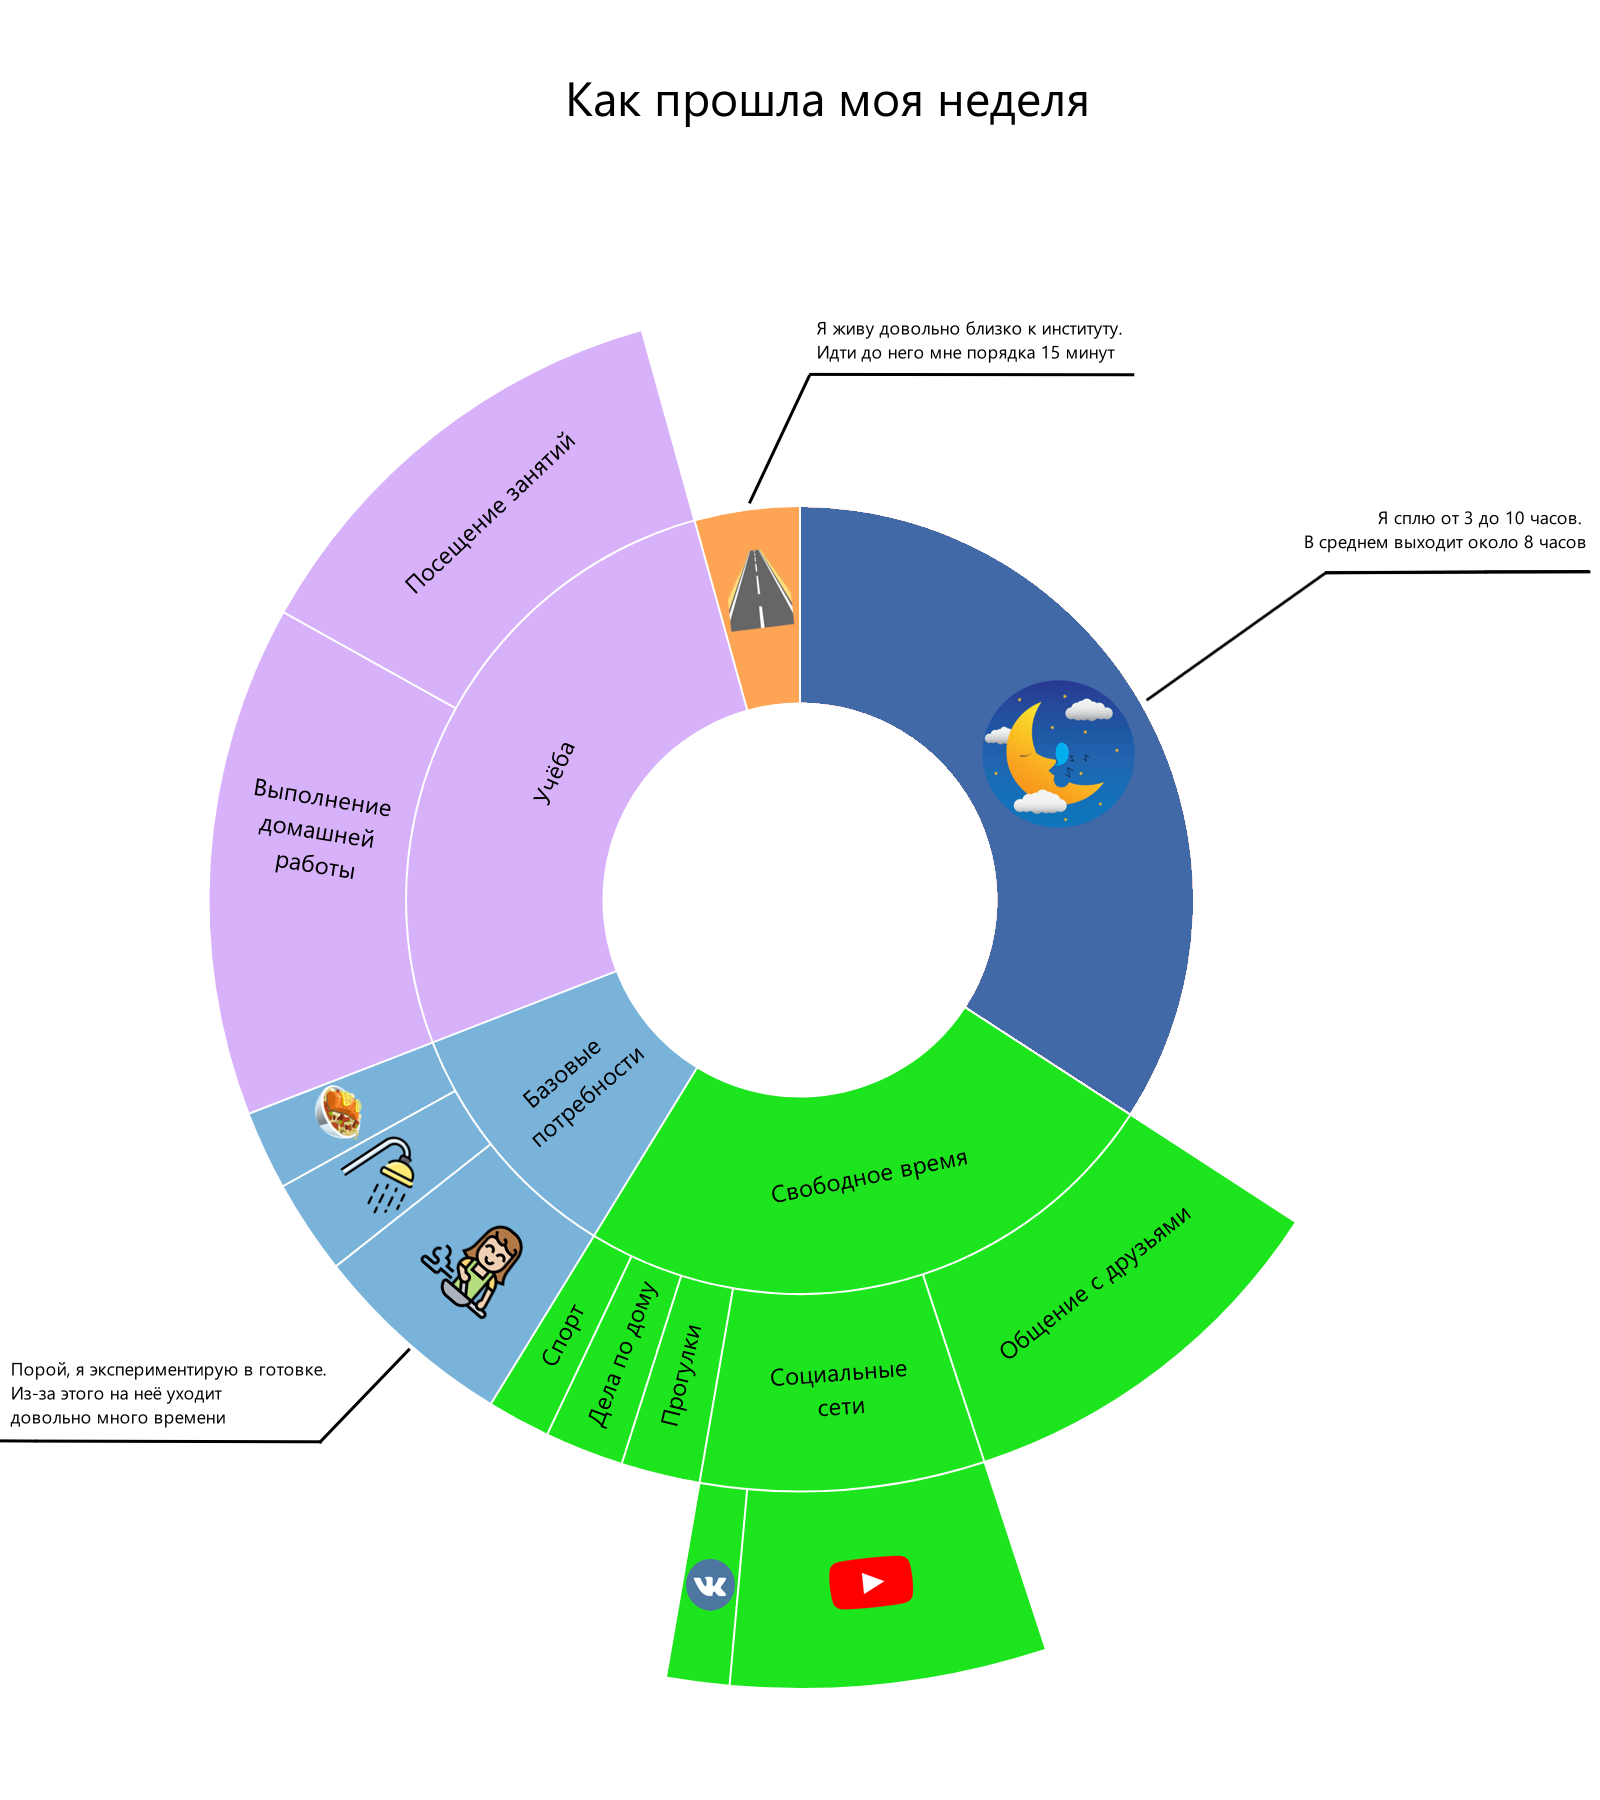 Как прошла моя неделя
Я живу довольно близко к институту.
Идти до него мне порядка 15 минут
Я сплю от 3 до 10 часов.
В среднем выходит около 8 часов
Посещение занятий
Учёба
Выполнение
домашней
работы
Базовые
потребности
Свободное время
Общение с друзьями
Спорт
Дела по дому
Прогулки
Социальные
сети
Порой, я экспериментирую в готовке.
Из-за этого на неё уходит
довольно много времени